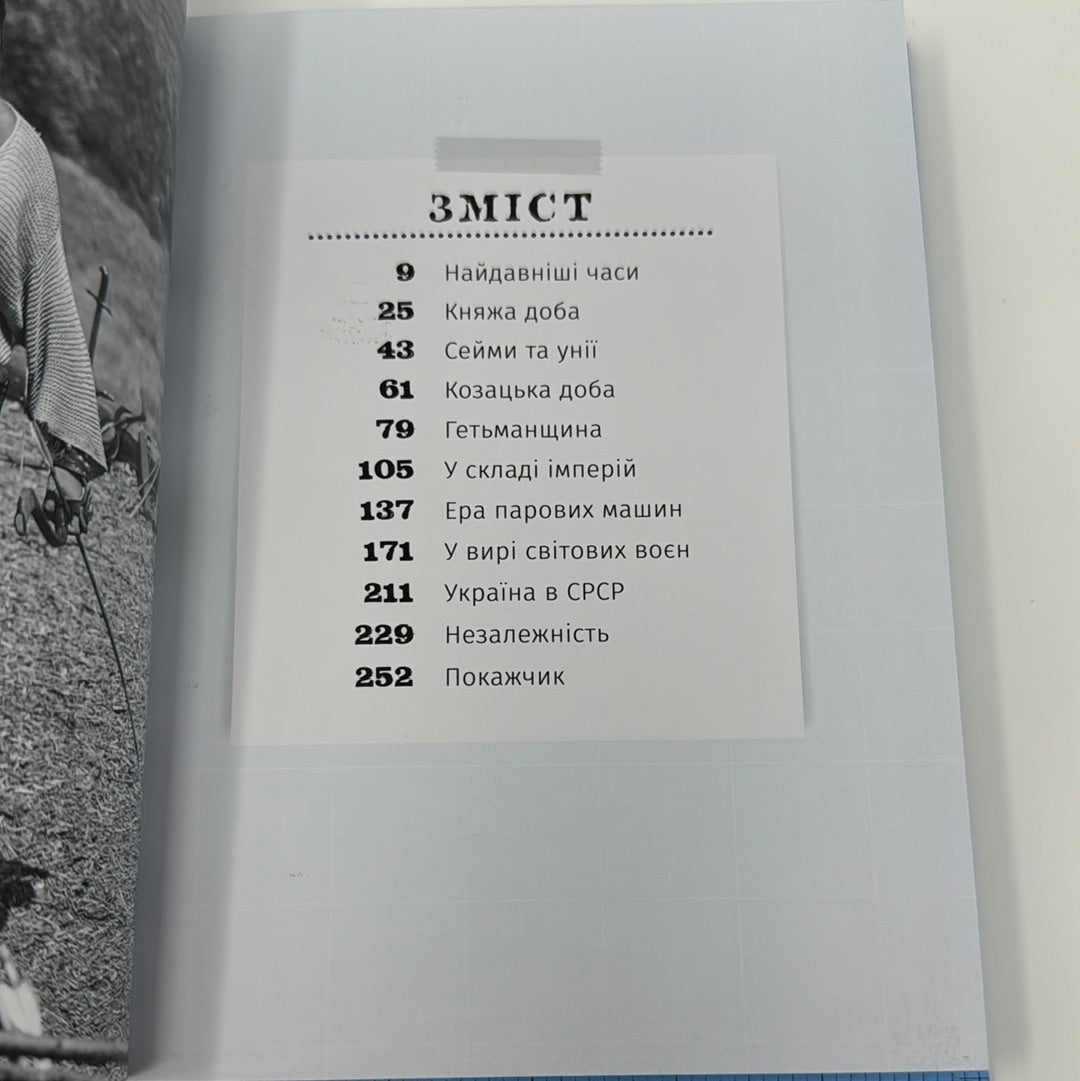 ЗМІСТ
9 Найдавніші часи
25 Княжа доба
43 Сейми та унії
61 Козацька доба
79 Гетьманщина
105 У складі імперій
137 Ера парових машин
171 У вирі світових воєн
211 Україна в СРСР
229 Незалежність
252 Покажчик